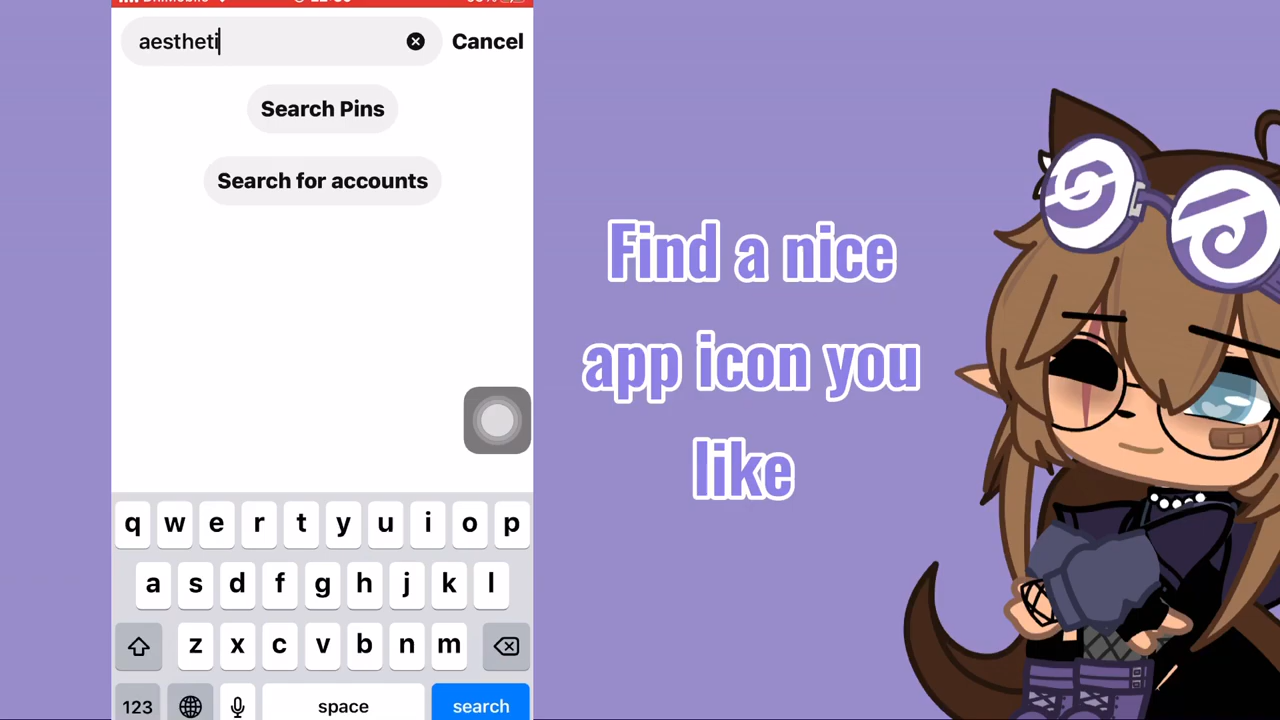 aestheti
Cancel
Search Pins
Search for accounts
Find a nice
app icon you
like
q w e r t y u i o p
a s d f g h j k l
z x c v b n m
123 space search